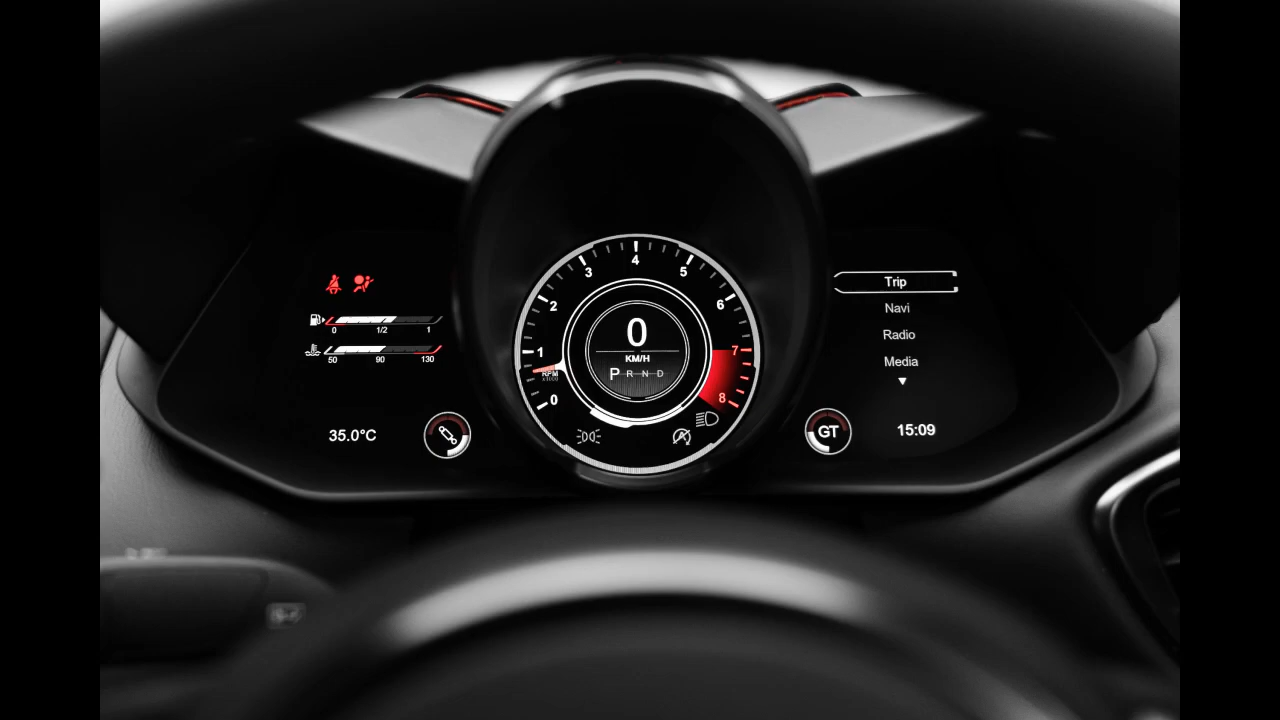 0 1/2 1
50 90 130
35.0°C
0 1 2 3 4 5 6 7 8
RPM
x1000
0
KM/H
P R N D
Trip
Navi
Radio
Media
GT
15:09